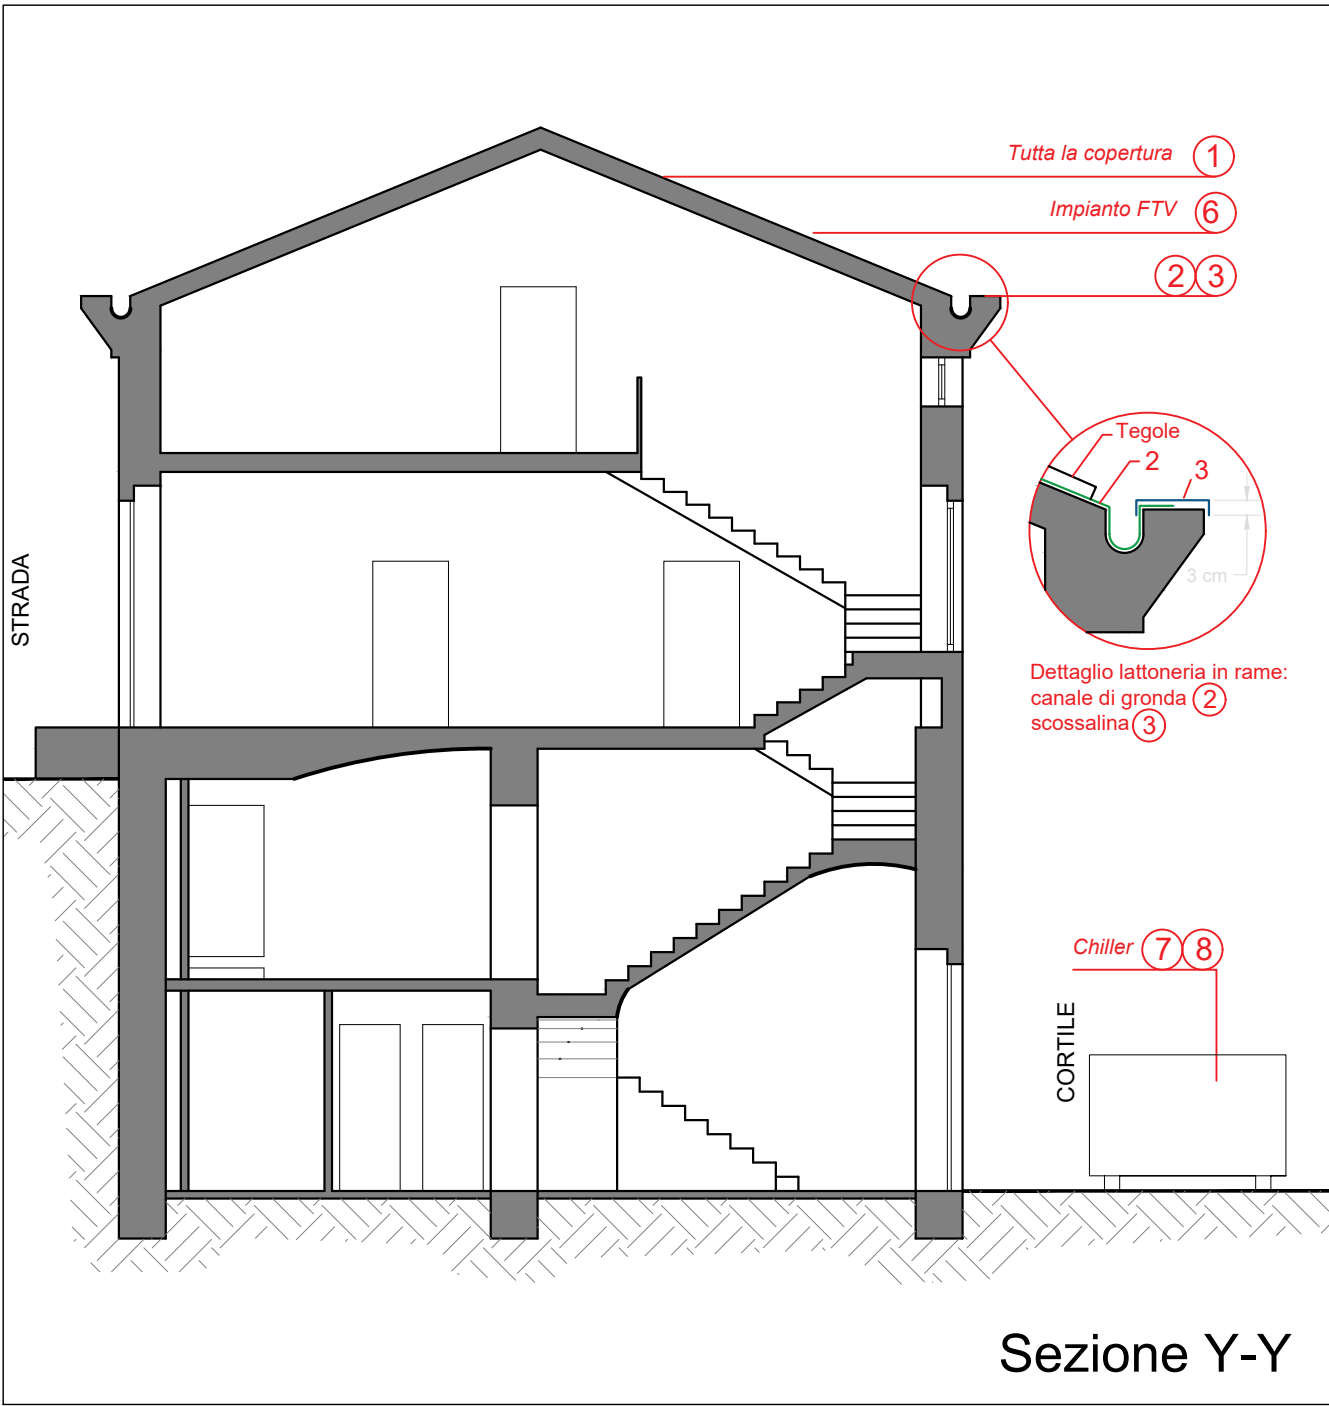 Tutta la copertura 1
Impianto FTV 6
2 3
Tegole
2
3
3 cm
STRADA
Dettaglio lattoneria in rame:
canale di gronda 2
scossalina 3
Chiller 7 8
CORTILE
Sezione Y-Y